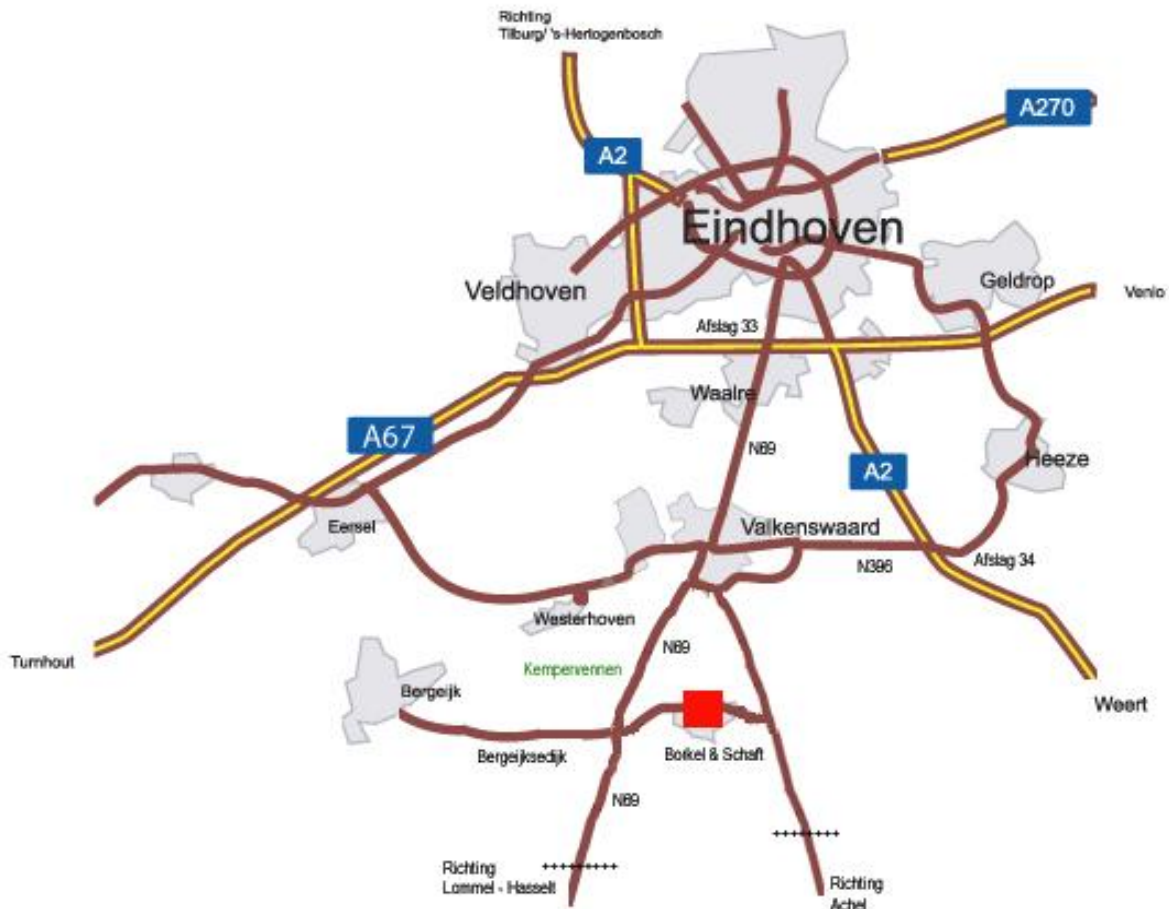 Richting
Tilburg/ 's-Hertogenbosch
A270
A2
Eindhoven
Veldhoven
Geldrop
Venlo
Afslag 33
Waalre
A67
N69
A2
Heeze
Eersel
Valkenswaard
N396
Afslag 34
Westerhoven
Turnhout
N69
Kempervennen
Bergeijk
Weert
Bergeijksedijk
Borkel & Schaft
N69
Richting
Lommel - Hasselt
Richting
Achel